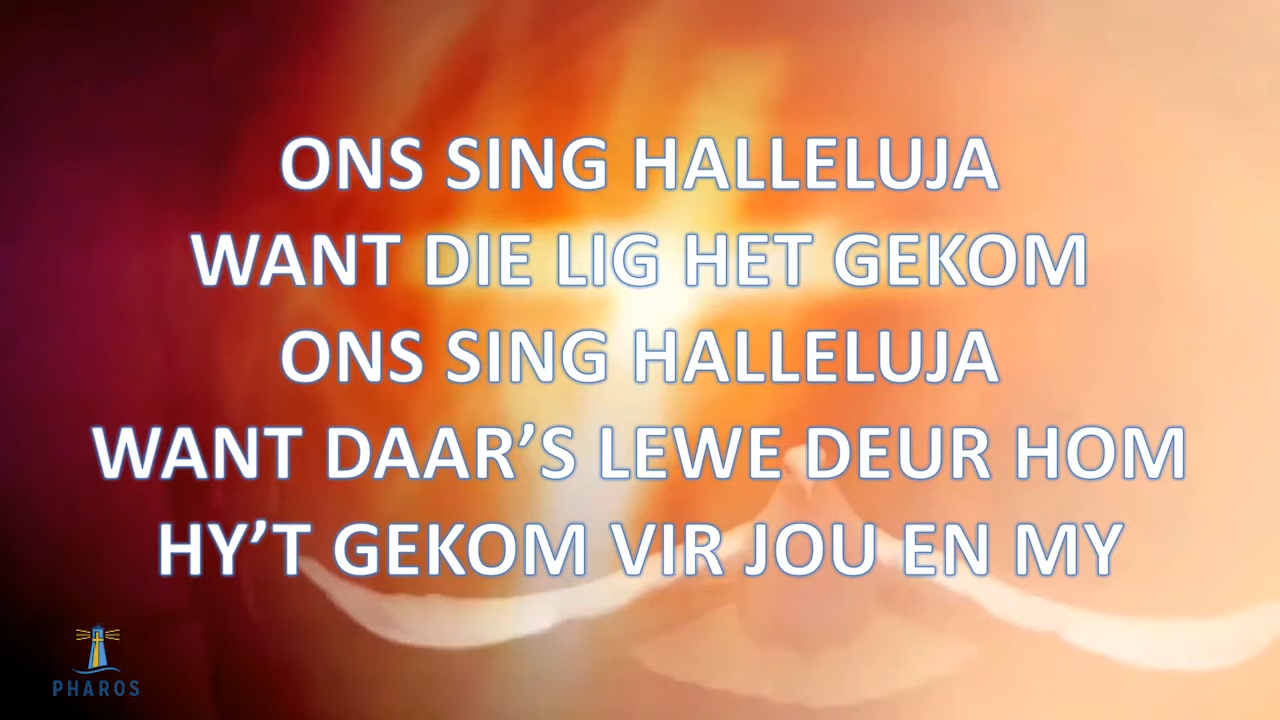 ONS SING HALLELUJA
WANT DIE LIG HET GEKOM
ONS SING HALLELUJA
WANT DAAR’S LEWE DEUR HOM
HY’T GEKOM VIR JOU EN MY
PHAROS